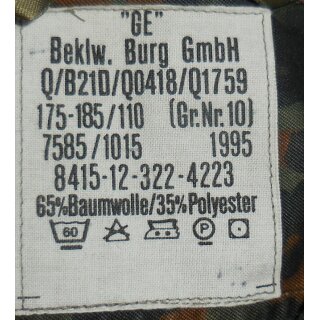 "GE"
Beklw. Burg GmbH
Q/B21D/Q0418/Q1759
175-185/110 (Gr.Nr.10)
7585/1015 1995
8415-12-322-4223
65%Baumwolle/35%Polyester
60 A P